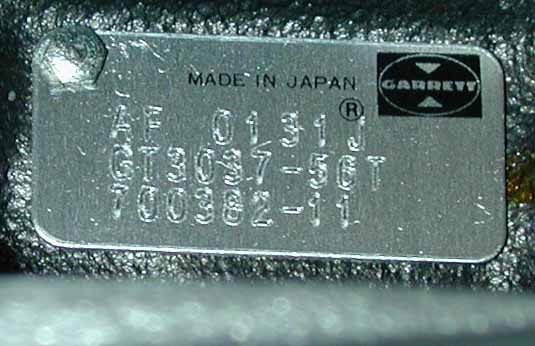 MADE IN JAPAN
GARRETT
®
AF 0131J
GT3037-56T
700382-11